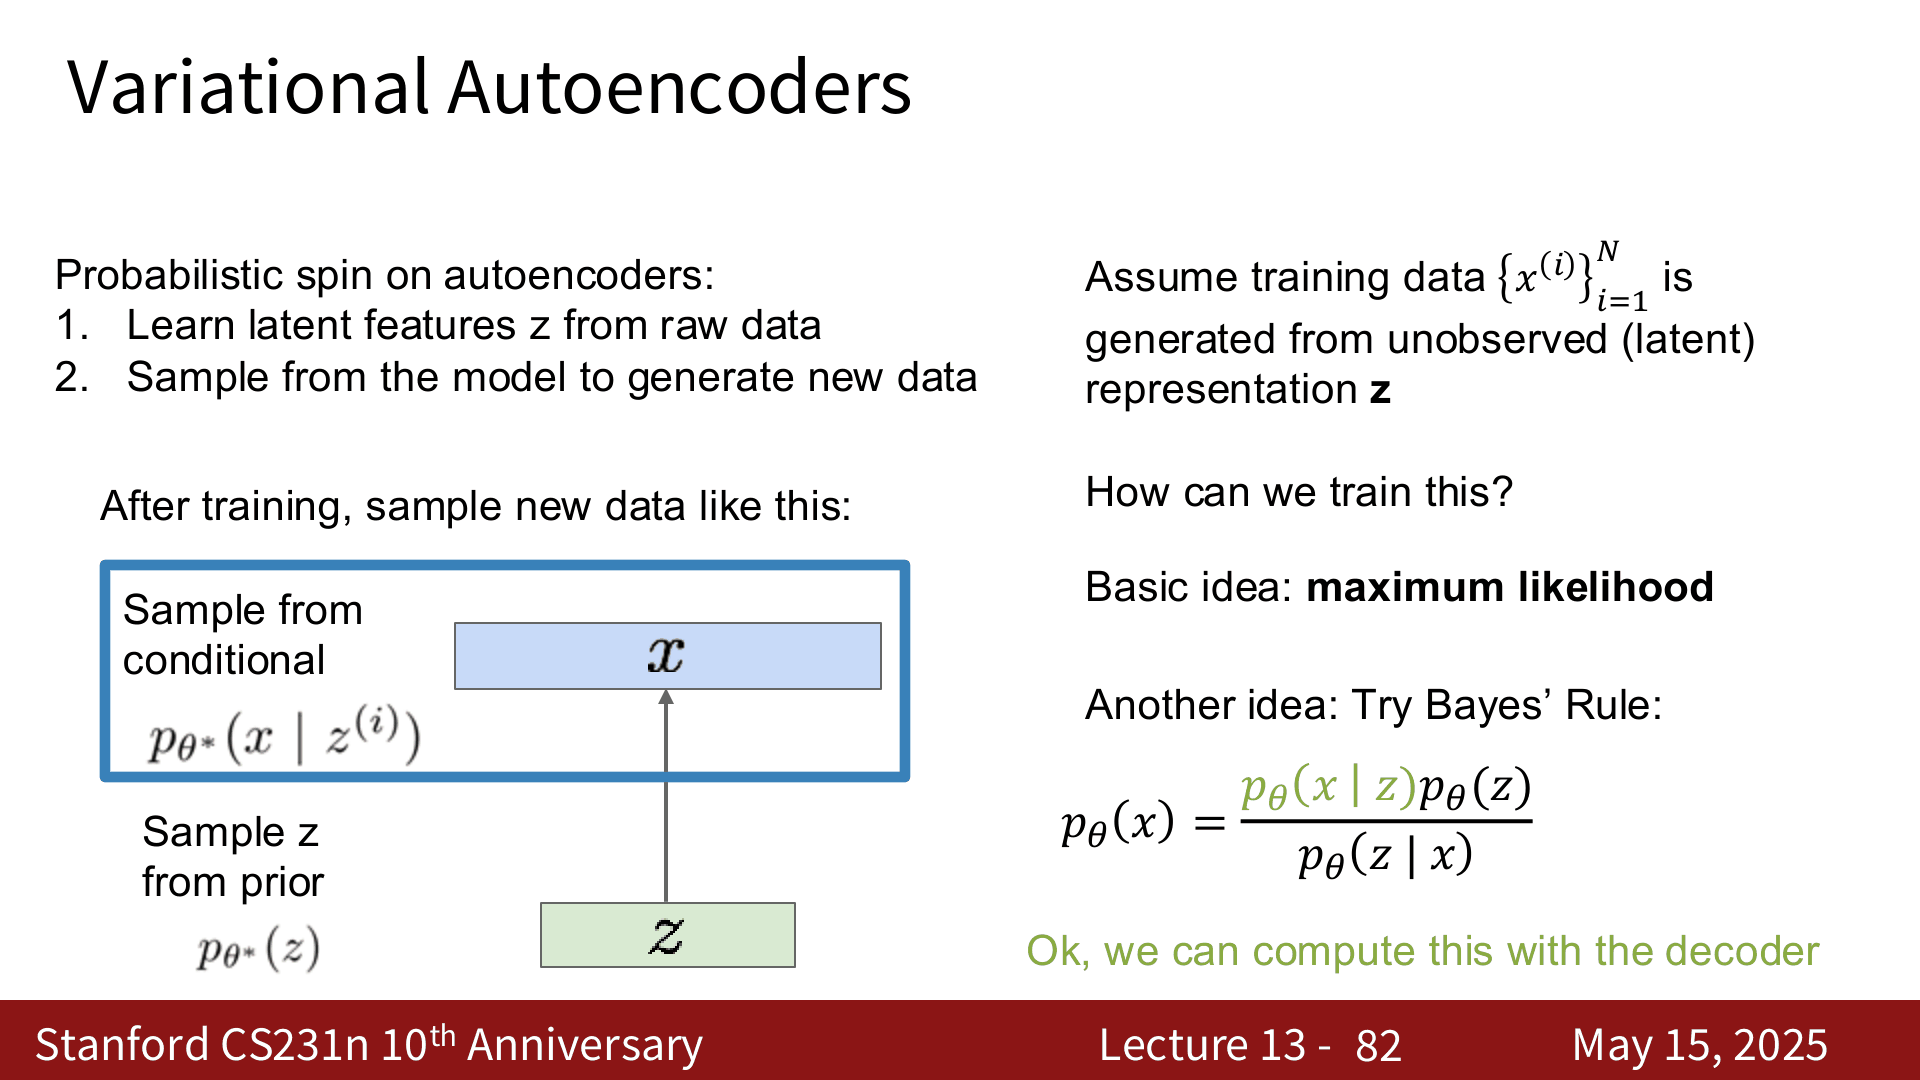 Variational Autoencoders
Probabilistic spin on autoencoders:
1. Learn latent features z from raw data
2. Sample from the model to generate new data
After training, sample new data like this:
Sample from
conditional
p_{θ*}(x | z^{(i)})
x
Sample z
from prior
p_{θ*}(z)
z
Assume training data {x^{(i)}}_{i=1}^{N} is
generated from unobserved (latent)
representation z
How can we train this?
Basic idea: maximum likelihood
Another idea: Try Bayes’ Rule:
p_θ(x) = \frac{p_θ(x | z)p_θ(z)}{p_θ(z | x)}
Ok, we can compute this with the decoder
Stanford CS231n 10th Anniversary
Lecture 13 - 82
May 15, 2025